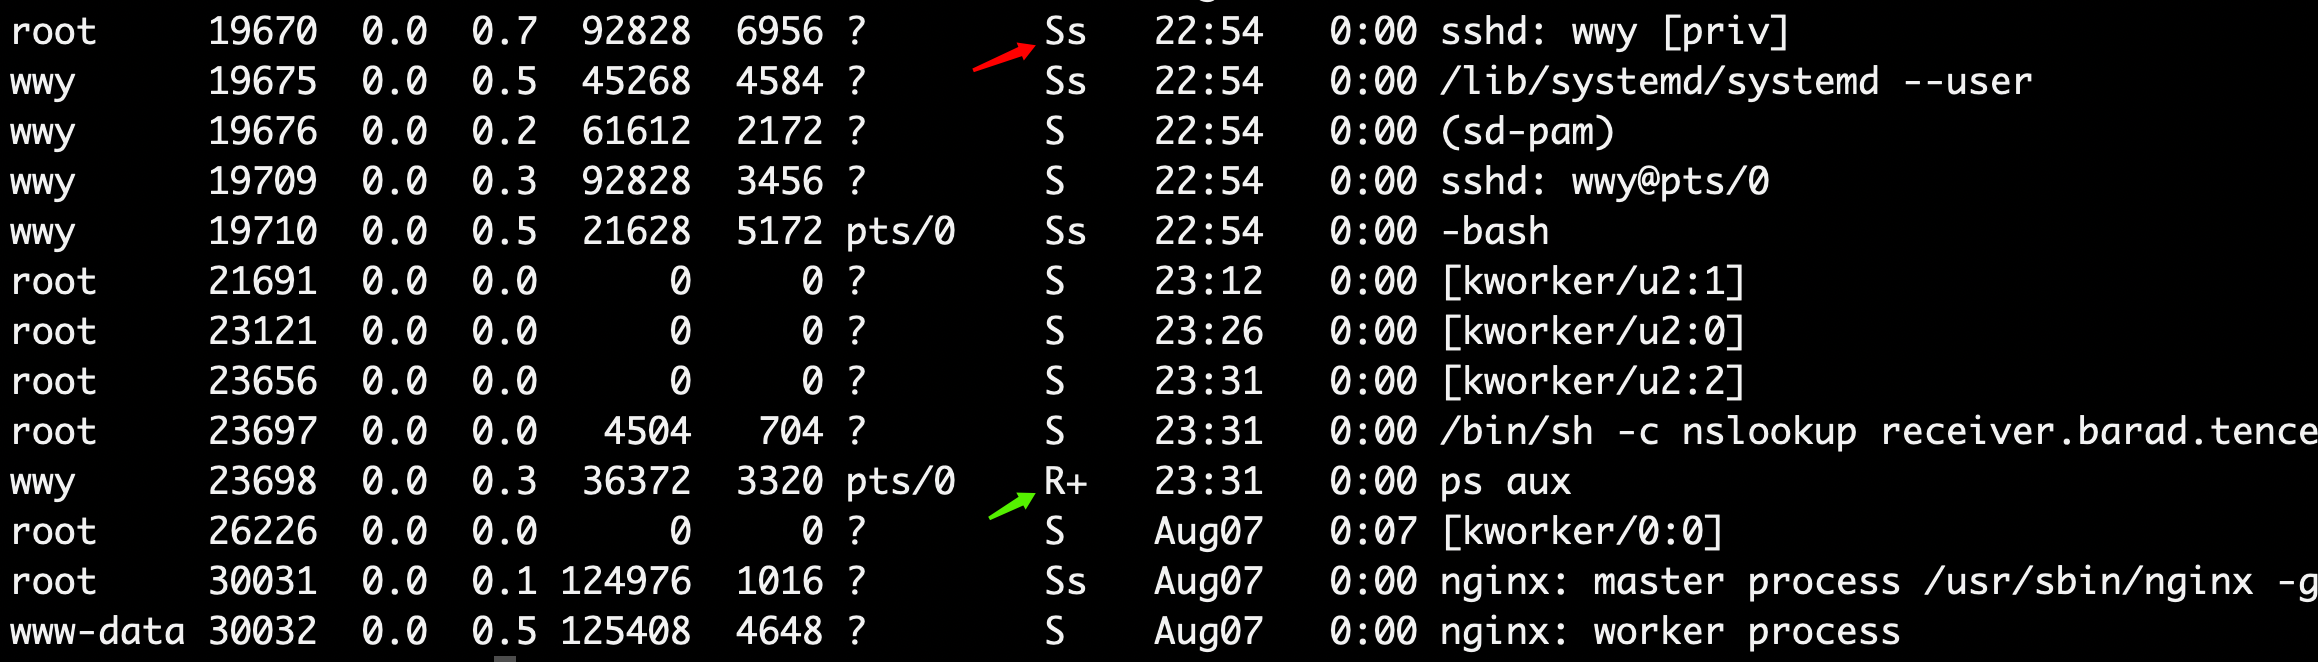 root     19670  0.0  0.7  92828  6956 ?        Ss   22:54   0:00 sshd: wwy [priv]
wwy      19675  0.0  0.5  45268  4584 ?        Ss   22:54   0:00 /lib/systemd/systemd --user
wwy      19676  0.0  0.2  61612  2172 ?        S    22:54   0:00 (sd-pam)
wwy      19709  0.0  0.3  92828  3456 ?        S    22:54   0:00 sshd: wwy@pts/0
wwy      19710  0.0  0.5  21628  5172 pts/0    Ss   22:54   0:00 -bash
root     21691  0.0  0.0      0     0 ?        S    23:12   0:00 [kworker/u2:1]
root     23121  0.0  0.0      0     0 ?        S    23:26   0:00 [kworker/u2:0]
root     23656  0.0  0.0      0     0 ?        S    23:31   0:00 [kworker/u2:2]
root     23697  0.0  0.0   4504   704 ?        S    23:31   0:00 /bin/sh -c nslookup receiver.barad.tence
wwy      23698  0.0  0.3  36372  3320 pts/0    R+   23:31   0:00 ps aux
root     26226  0.0  0.0      0     0 ?        S    Aug07   0:07 [kworker/0:0]
root     30031  0.0  0.1 124976  1016 ?        Ss   Aug07   0:00 nginx: master process /usr/sbin/nginx -g
www-data 30032  0.0  0.5 125408  4648 ?        S    Aug07   0:00 nginx: worker process